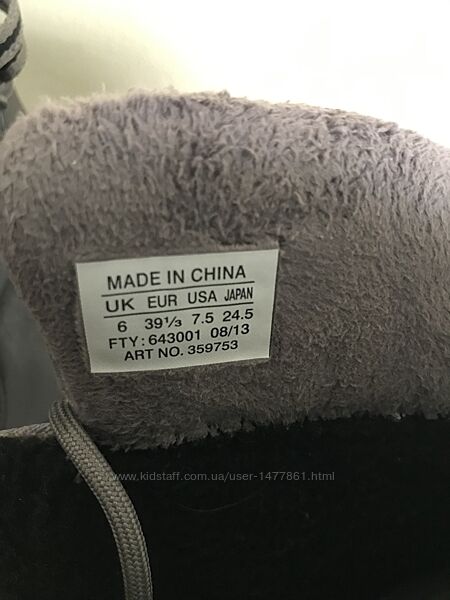 MADE IN CHINA
UK EUR USA JAPAN
6 39⅓ 7.5 24.5
FTY: 643001 08/13
ART NO. 359753
www.kidstaff.com.ua/user-1477861.html